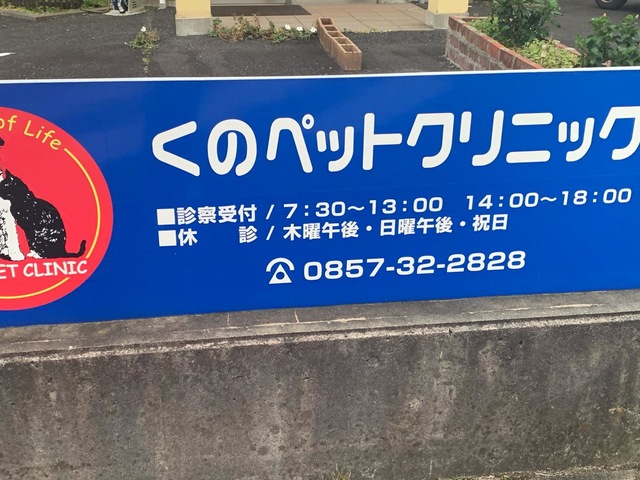 of Life
くのペットクリニック
■診察受付 / 7:30〜13:00 14:00〜18:00
■休 診 / 木曜午後・日曜午後・祝日
☎ 0857-32-2828
ET CLINIC